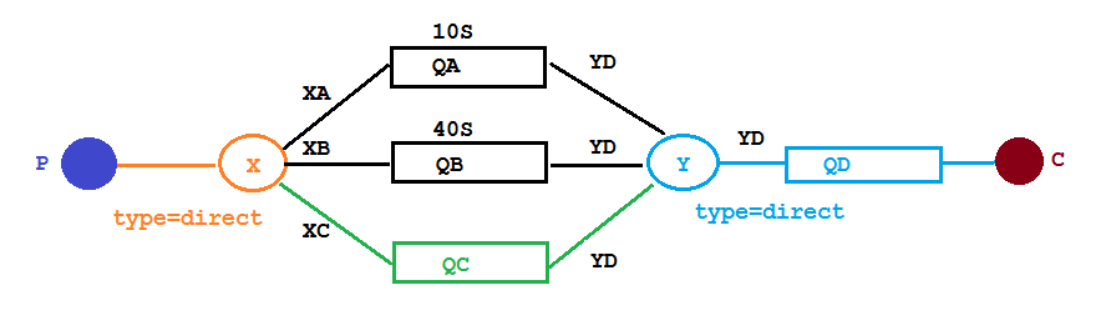 10S
QA
YD
XA
40S
XB
QB
YD
YD
P
X
Y
QD
C
type=direct
type=direct
XC
QC
YD